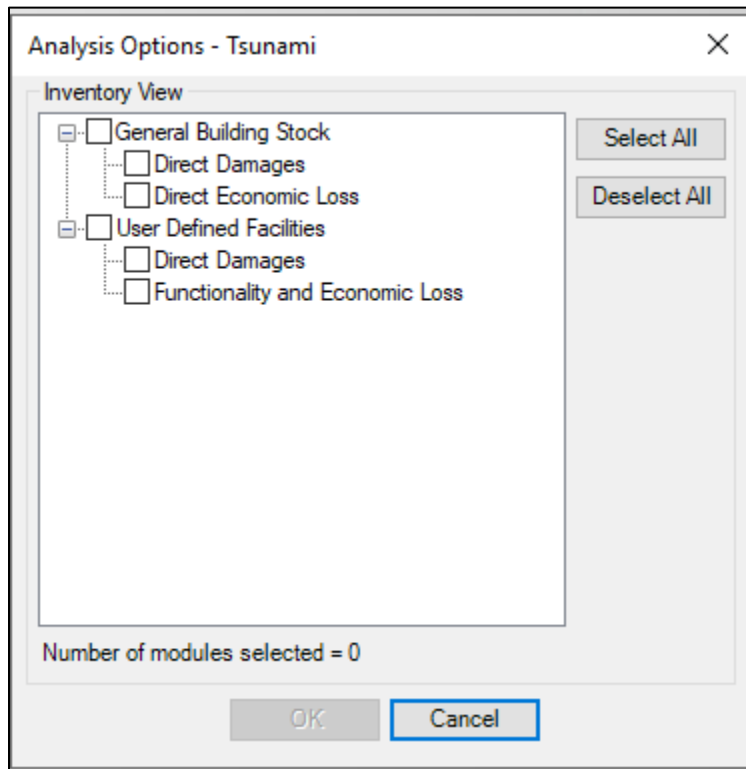 Analysis Options - Tsunami
Inventory View
General Building Stock
Direct Damages
Direct Economic Loss
User Defined Facilities
Direct Damages
Functionality and Economic Loss
Select All
Deselect All
Number of modules selected = 0
OK
Cancel